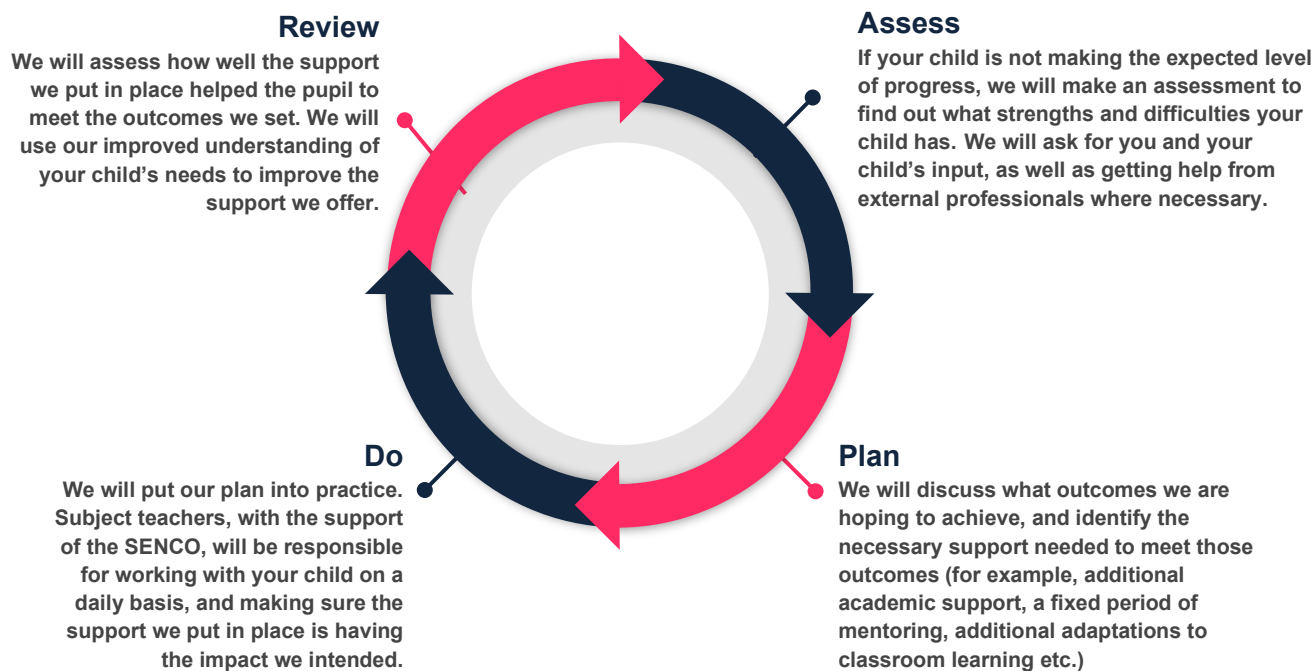 Review
We will assess how well the support
we put in place helped the pupil to
meet the outcomes we set. We will
use our improved understanding of
your child’s needs to improve the
support we offer.
Assess
If your child is not making the expected level
of progress, we will make an assessment to
find out what strengths and difficulties your
child has. We will ask for you and your
child’s input, as well as getting help from
external professionals where necessary.
Do
We will put our plan into practice.
Subject teachers, with the support
of the SENCO, will be responsible
for working with your child on a
daily basis, and making sure the
support we put in place is having
the impact we intended.
Plan
We will discuss what outcomes we are
hoping to achieve, and identify the
necessary support needed to meet those
outcomes (for example, additional
academic support, a fixed period of
mentoring, additional adaptations to
classroom learning etc.)